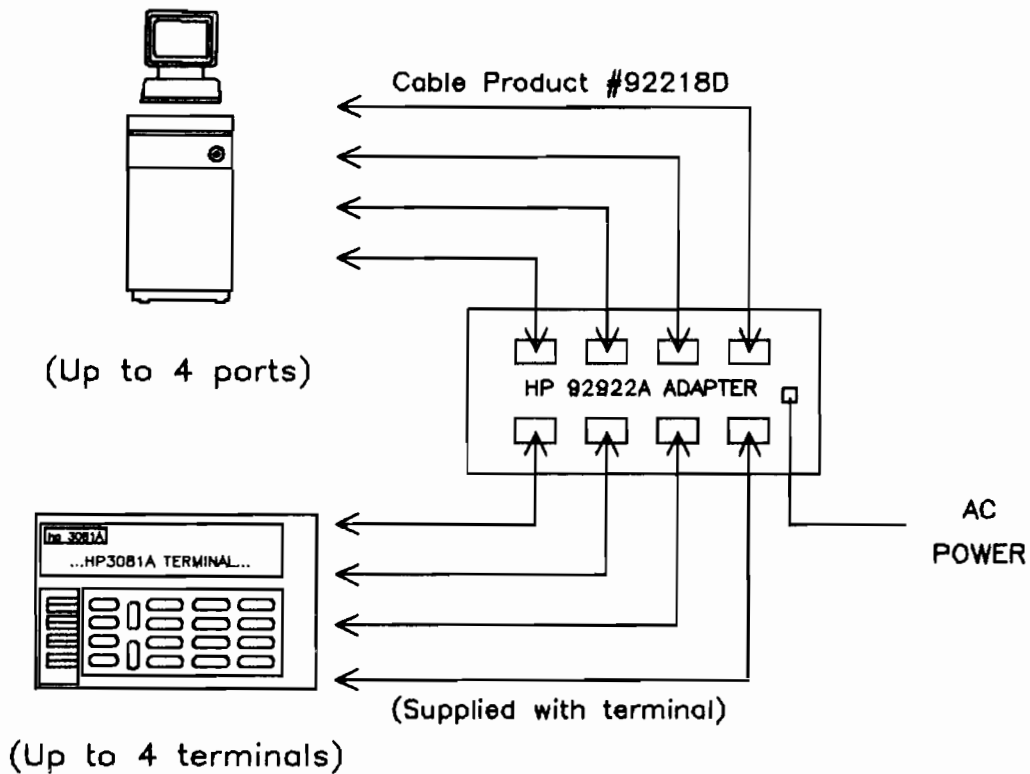 Cable Product #92218D
(Up to 4 ports)
HP 92922A ADAPTER
AC
POWER
hp 3081A
...HP3081A TERMINAL...
(Supplied with terminal)
(Up to 4 terminals)